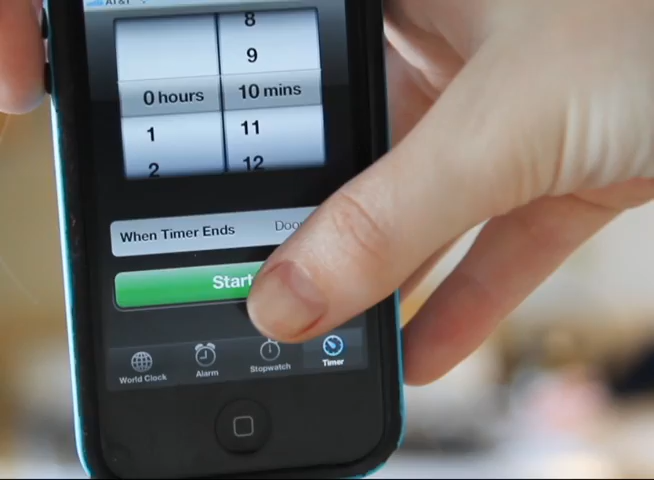 AT&T
8
9
0 hours 10 mins
1 11
2 12
When Timer Ends
Start
World Clock Alarm Stopwatch Timer